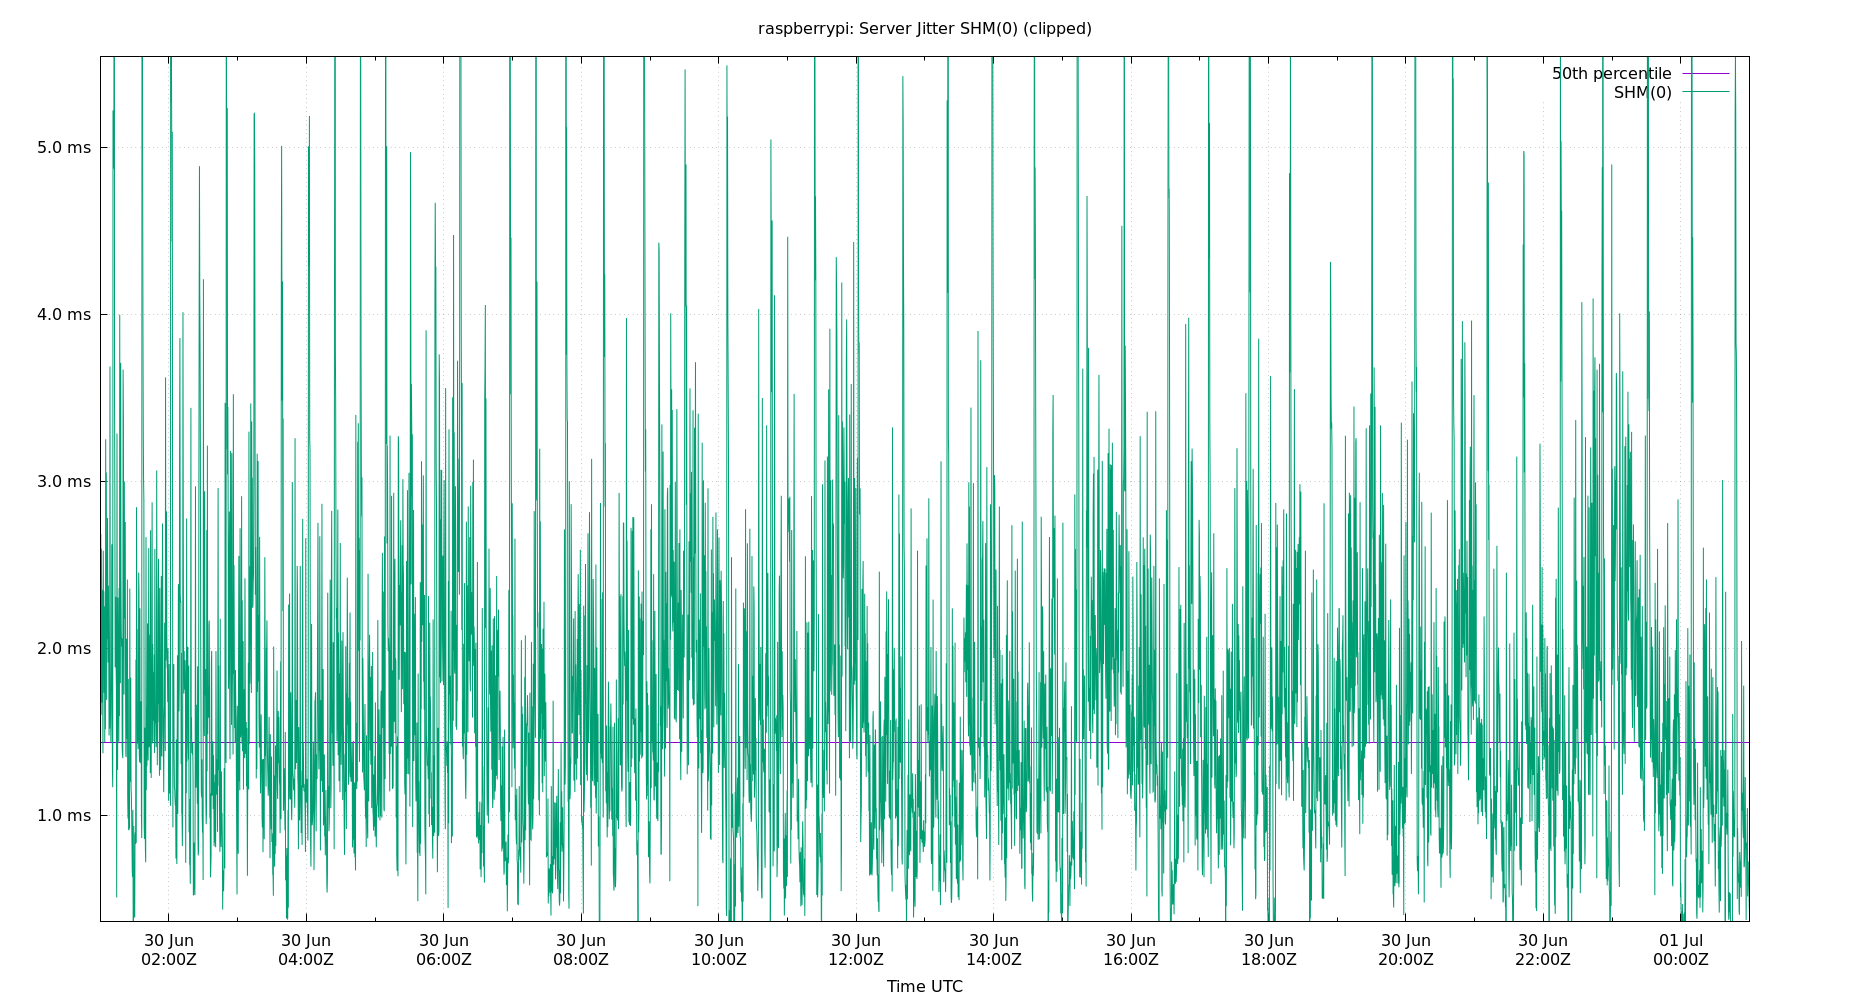 raspberrypi: Server Jitter SHM(0) (clipped)
50th percentile
SHM(0)
5.0 ms
4.0 ms
3.0 ms
2.0 ms
1.0 ms
30 Jun 30 Jun 30 Jun 30 Jun 30 Jun 30 Jun 30 Jun 30 Jun 30 Jun 30 Jun 30 Jun 01 Jul
02:00Z 04:00Z 06:00Z 08:00Z 10:00Z 12:00Z 14:00Z 16:00Z 18:00Z 20:00Z 22:00Z 00:00Z
Time UTC